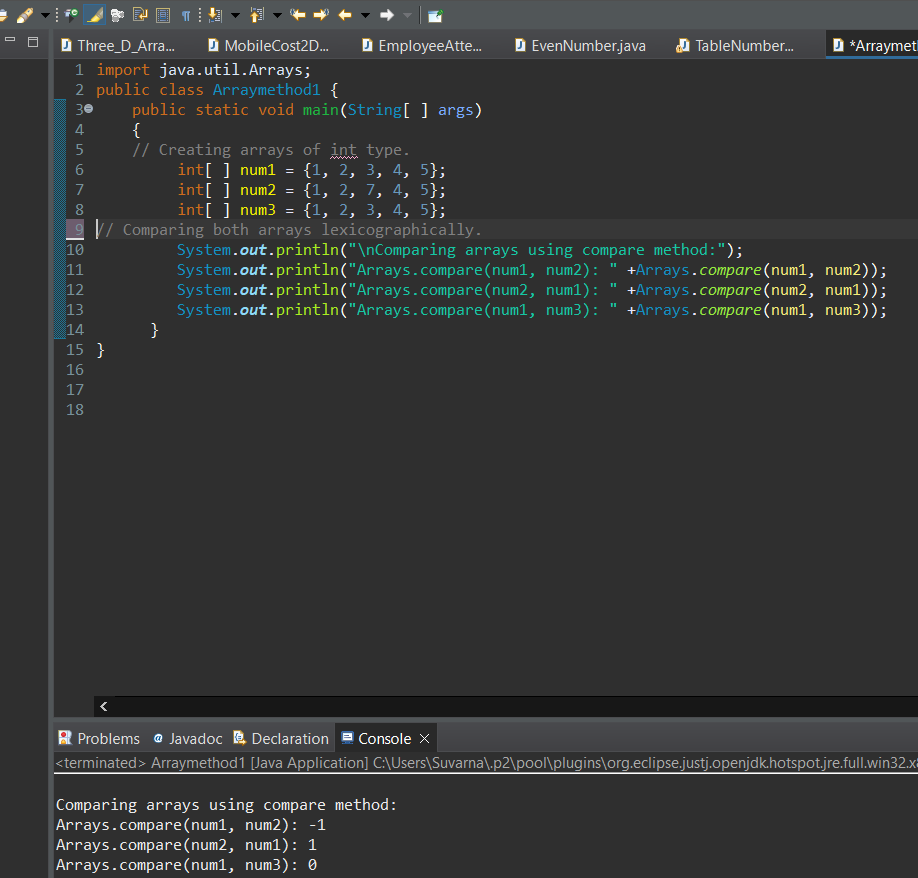 Three_D_Arra...
MobileCost2D...
EmployeeAtte...
EvenNumber.java
TableNumber...
*Arraymet
1 import java.util.Arrays;
2 public class Arraymethod1 {
3 public static void main(String[ ] args)
4 {
5 // Creating arrays of int type.
6 int[ ] num1 = {1, 2, 3, 4, 5};
7 int[ ] num2 = {1, 2, 7, 4, 5};
8 int[ ] num3 = {1, 2, 3, 4, 5};
9 // Comparing both arrays lexicographically.
10 System.out.println("\nComparing arrays using compare method:");
11 System.out.println("Arrays.compare(num1, num2): " +Arrays.compare(num1, num2));
12 System.out.println("Arrays.compare(num2, num1): " +Arrays.compare(num2, num1));
13 System.out.println("Arrays.compare(num1, num3): " +Arrays.compare(num1, num3));
14 }
15 }
16
17
18
Problems
Javadoc
Declaration
Console
<terminated> Arraymethod1 [Java Application] C:\Users\Suvarna\.p2\pool\plugins\org.eclipse.justj.openjdk.hotspot.jre.full.win32.x8
Comparing arrays using compare method:
Arrays.compare(num1, num2): -1
Arrays.compare(num2, num1): 1
Arrays.compare(num1, num3): 0